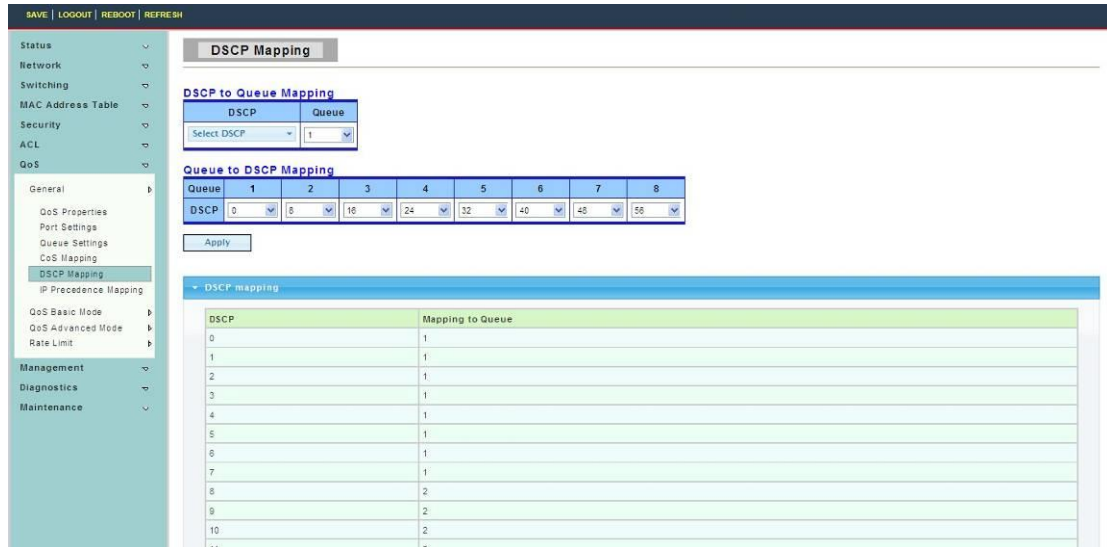 SAVE | LOGOUT | REBOOT | REFRESH
Status
Network
Switching
MAC Address Table
Security
ACL
QoS
General
QoS Properties
Port Settings
Queue Settings
CoS Mapping
DSCP Mapping
IP Precedence Mapping
QoS Basic Mode
QoS Advanced Mode
Rate Limit
Management
Diagnostics
Maintenance
DSCP Mapping
DSCP to Queue Mapping
DSCP Queue
Select DSCP 1
Queue to DSCP Mapping
Queue 1 2 3 4 5 6 7 8
DSCP 0 8 16 24 32 40 48 56
Apply
DSCP mapping
DSCP Mapping to Queue
0 1
1 1
2 1
3 1
4 1
5 1
6 1
7 1
8 2
9 2
10 2